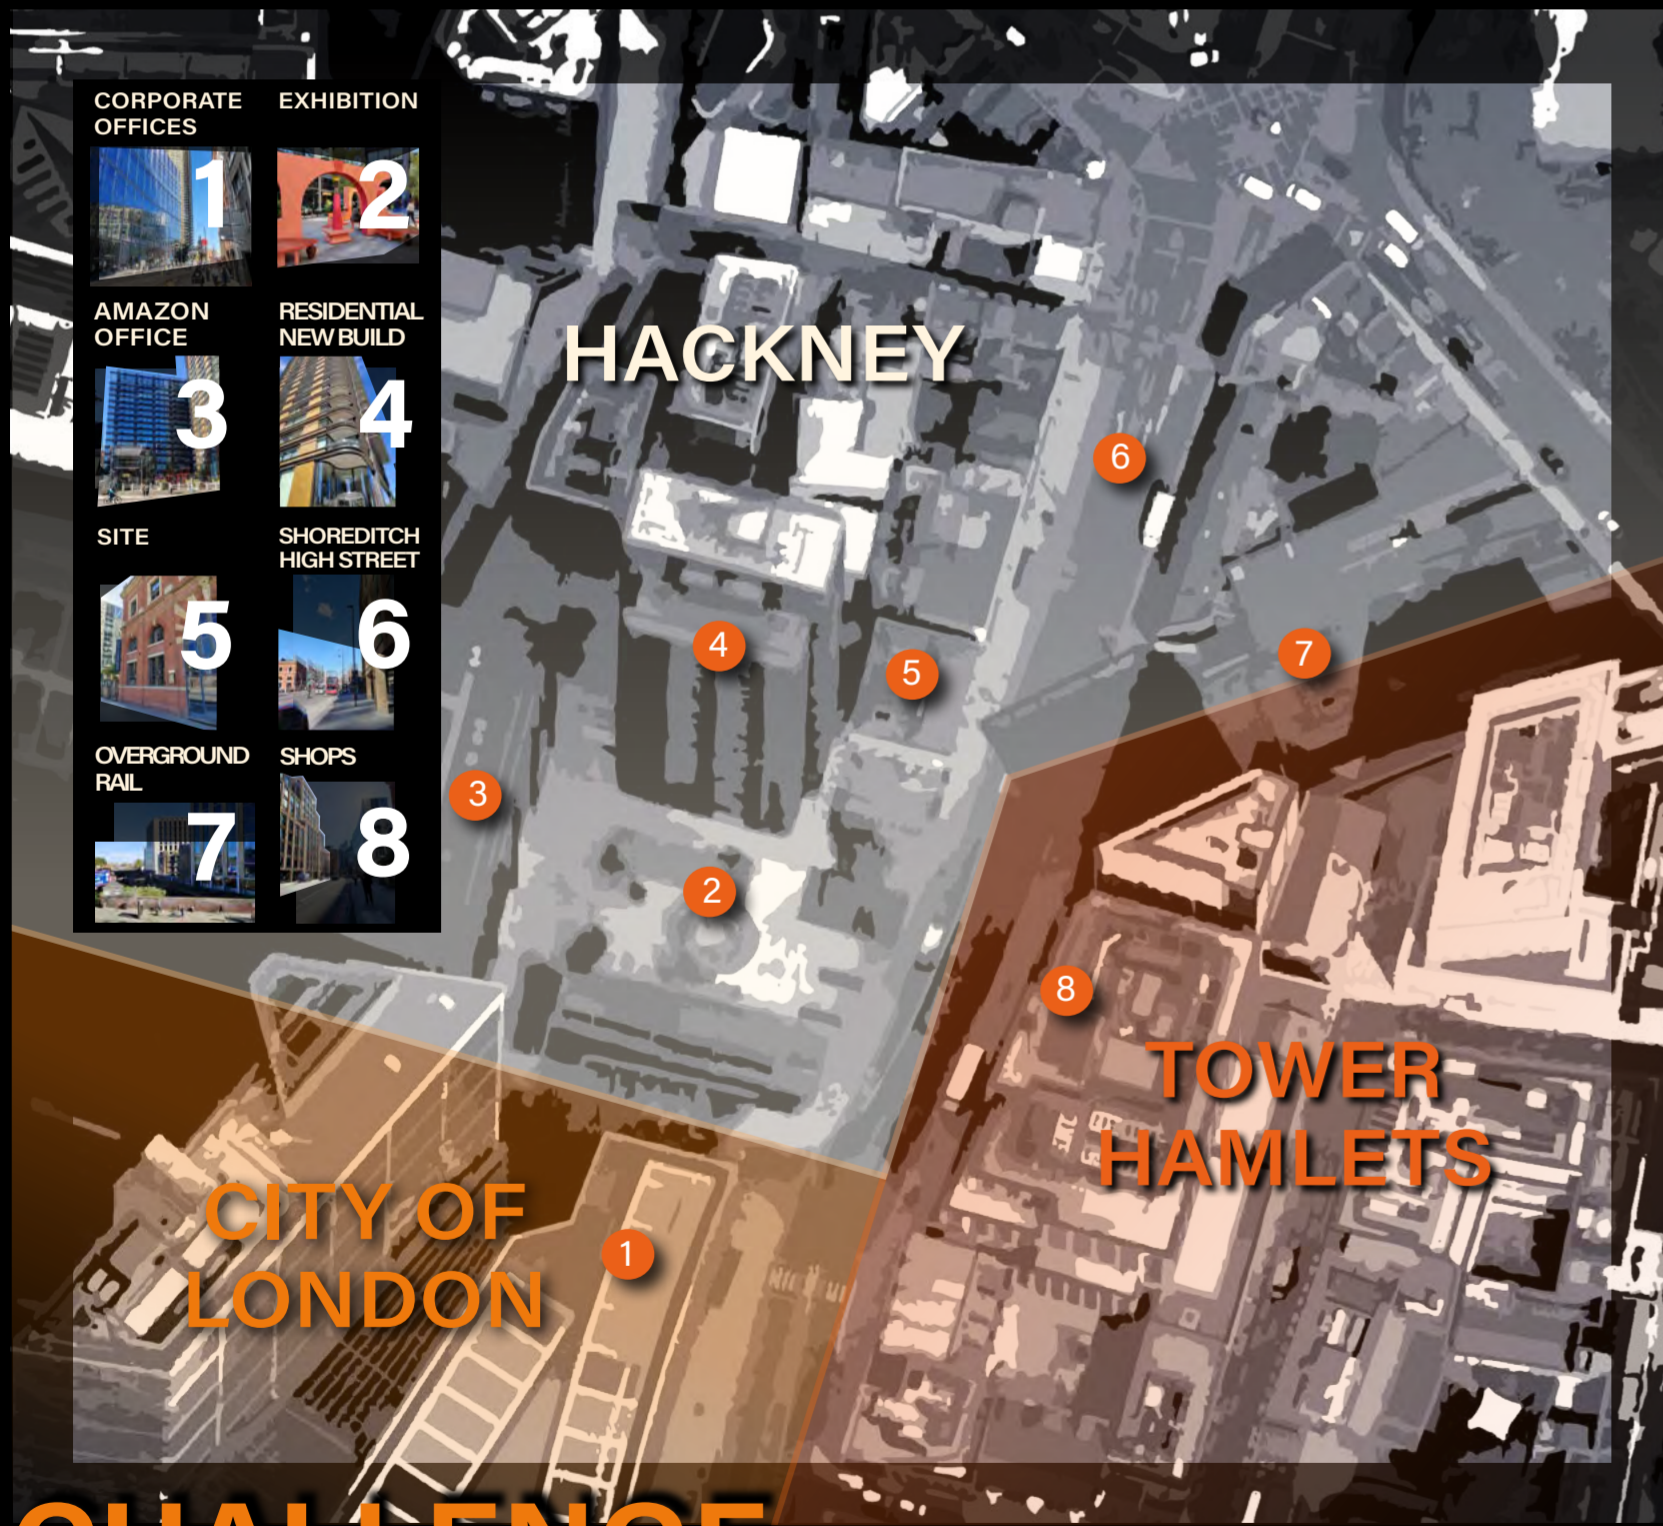 CORPORATE
OFFICES
1
EXHIBITION
2
AMAZON
OFFICE
3
RESIDENTIAL
NEW BUILD
4
SITE
5
SHOREDITCH
HIGH STREET
6
OVERGROUND
RAIL
7
SHOPS
8
HACKNEY
6
7
4
5
3
2
8
TOWER
HAMLETS
CITY OF
LONDON
1
CHALLENGE